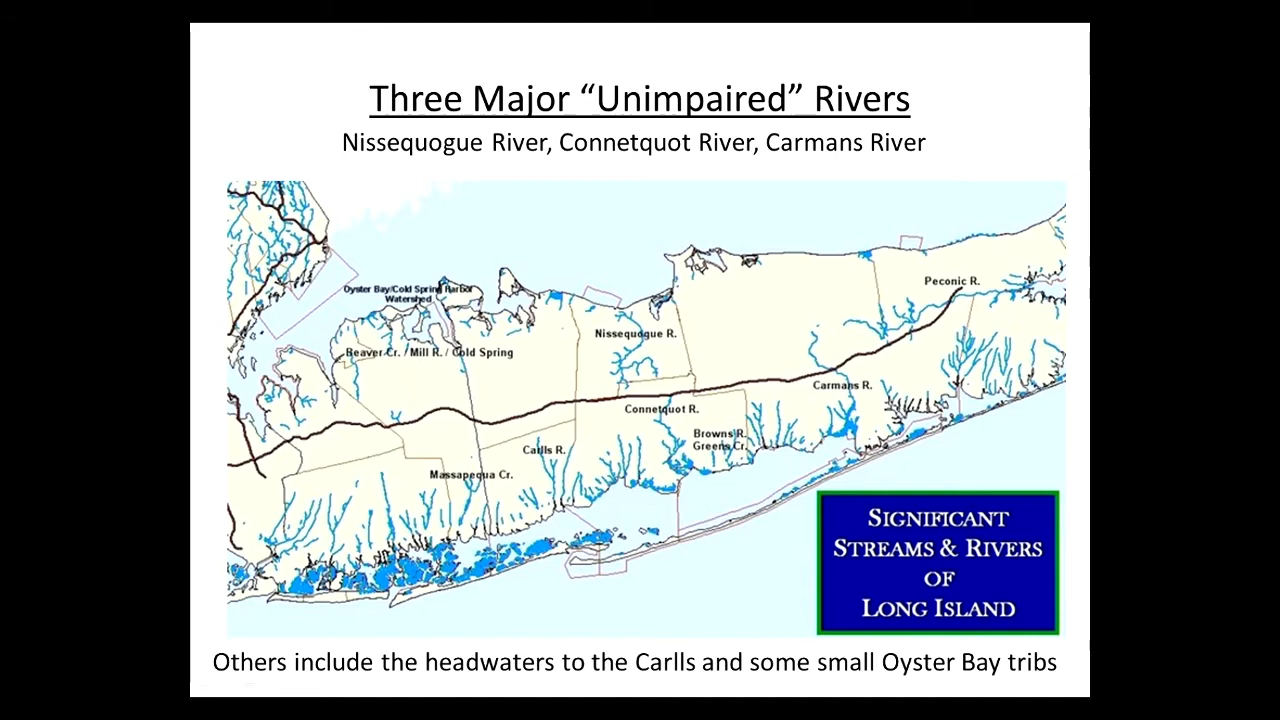 Three Major “Unimpaired” Rivers
Nissequogue River, Connetquot River, Carmans River
Peconic R.
Oyster Bay/Cold Spring Harbor
Watershed
Nissequogue R.
Beaver Cr. / Mill R. / Cold Spring
Carmans R.
Connetquot R.
Browns R.
Greens Cr.
Carlls R.
Massapequa Cr.
SIGNIFICANT
STREAMS & RIVERS
OF
LONG ISLAND
Others include the headwaters to the Carlls and some small Oyster Bay tribs